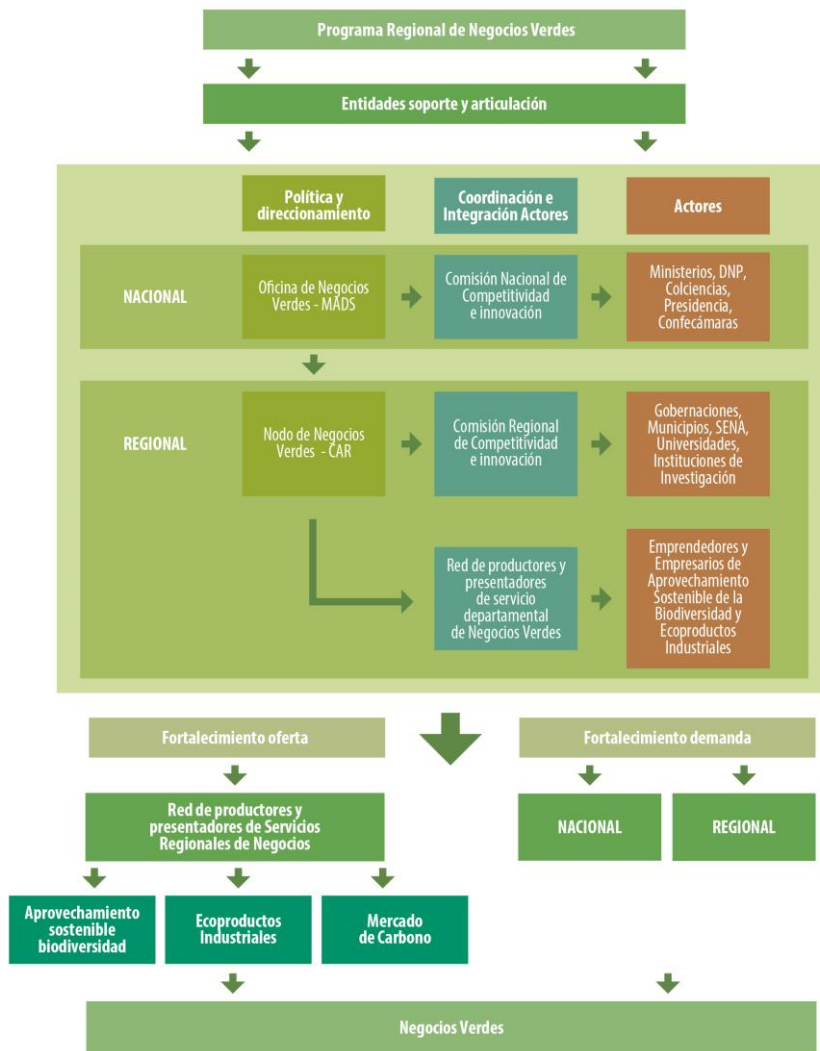 Programa Regional de Negocios Verdes
Entidades soporte y articulación
Política y
direccionamiento
Coordinación e
Integración Actores
Actores
NACIONAL
Oficina de Negocios
Verdes - MADS
Comisión Nacional de
Competitividad
e innovación
Ministerios, DNP,
Colciencias,
Presidencia,
Confecámaras
REGIONAL
Nodo de Negocios
Verdes - CAR
Comisión Regional
de Competitividad
e innovación
Gobernaciones,
Municipios, SENA,
Universidades,
Instituciones de
Investigación
Red de productores y
presentadores
de servicio
departamental
de Negocios Verdes
Emprendedores y
Empresarios de
Aprovechamiento
Sostenible de la
Biodiversidad y
Ecoproductos
Industriales
Fortalecimiento oferta
Fortalecimiento demanda
Red de productores y
presentadores de Servicios
Regionales de Negocios
NACIONAL
REGIONAL
Aprovechamiento
sostenible
biodiversidad
Ecoproductos
Industriales
Mercado
de Carbono
Negocios Verdes